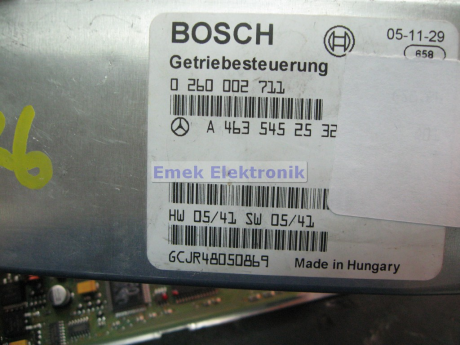 BOSCH
05-11-29
658
Getriebesteuerung
0 260 002 711
A 463 545 25 32
Emek Elektronik
HW 05/41 SW 05/41
GCJR48050869
Made in Hungary